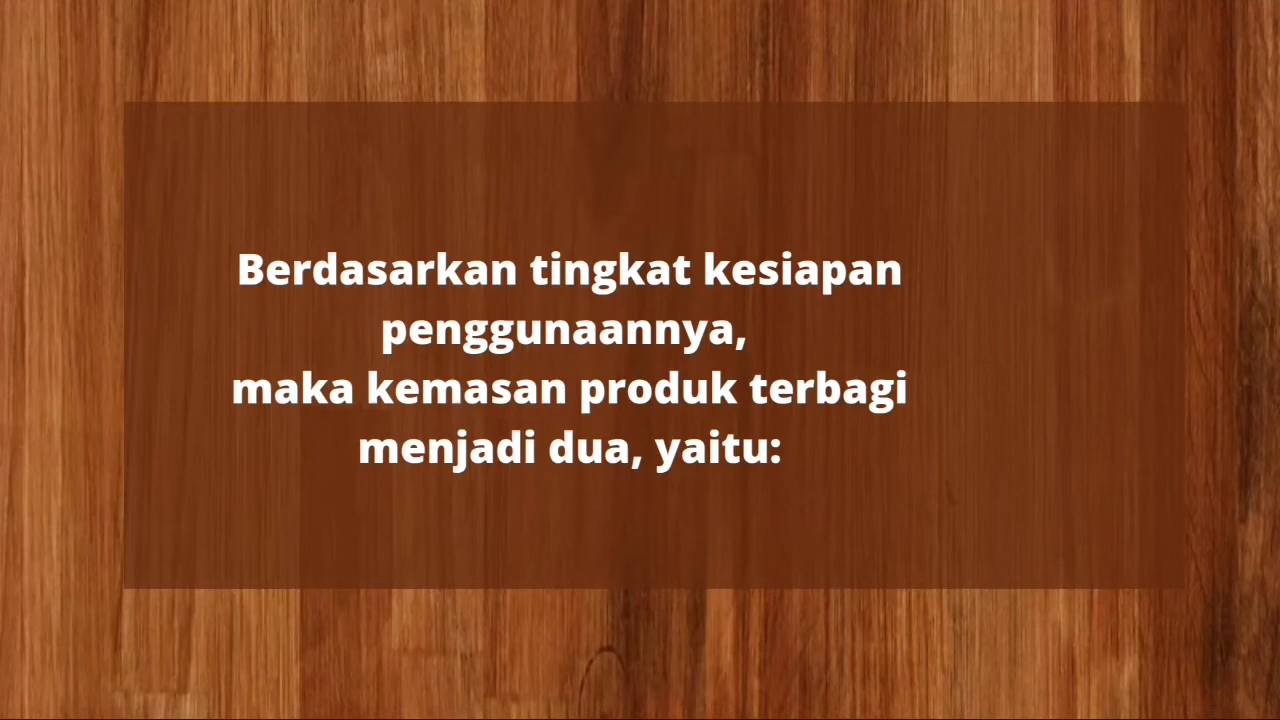 Berdasarkan tingkat kesiapan
penggunaannya,
maka kemasan produk terbagi
menjadi dua, yaitu: